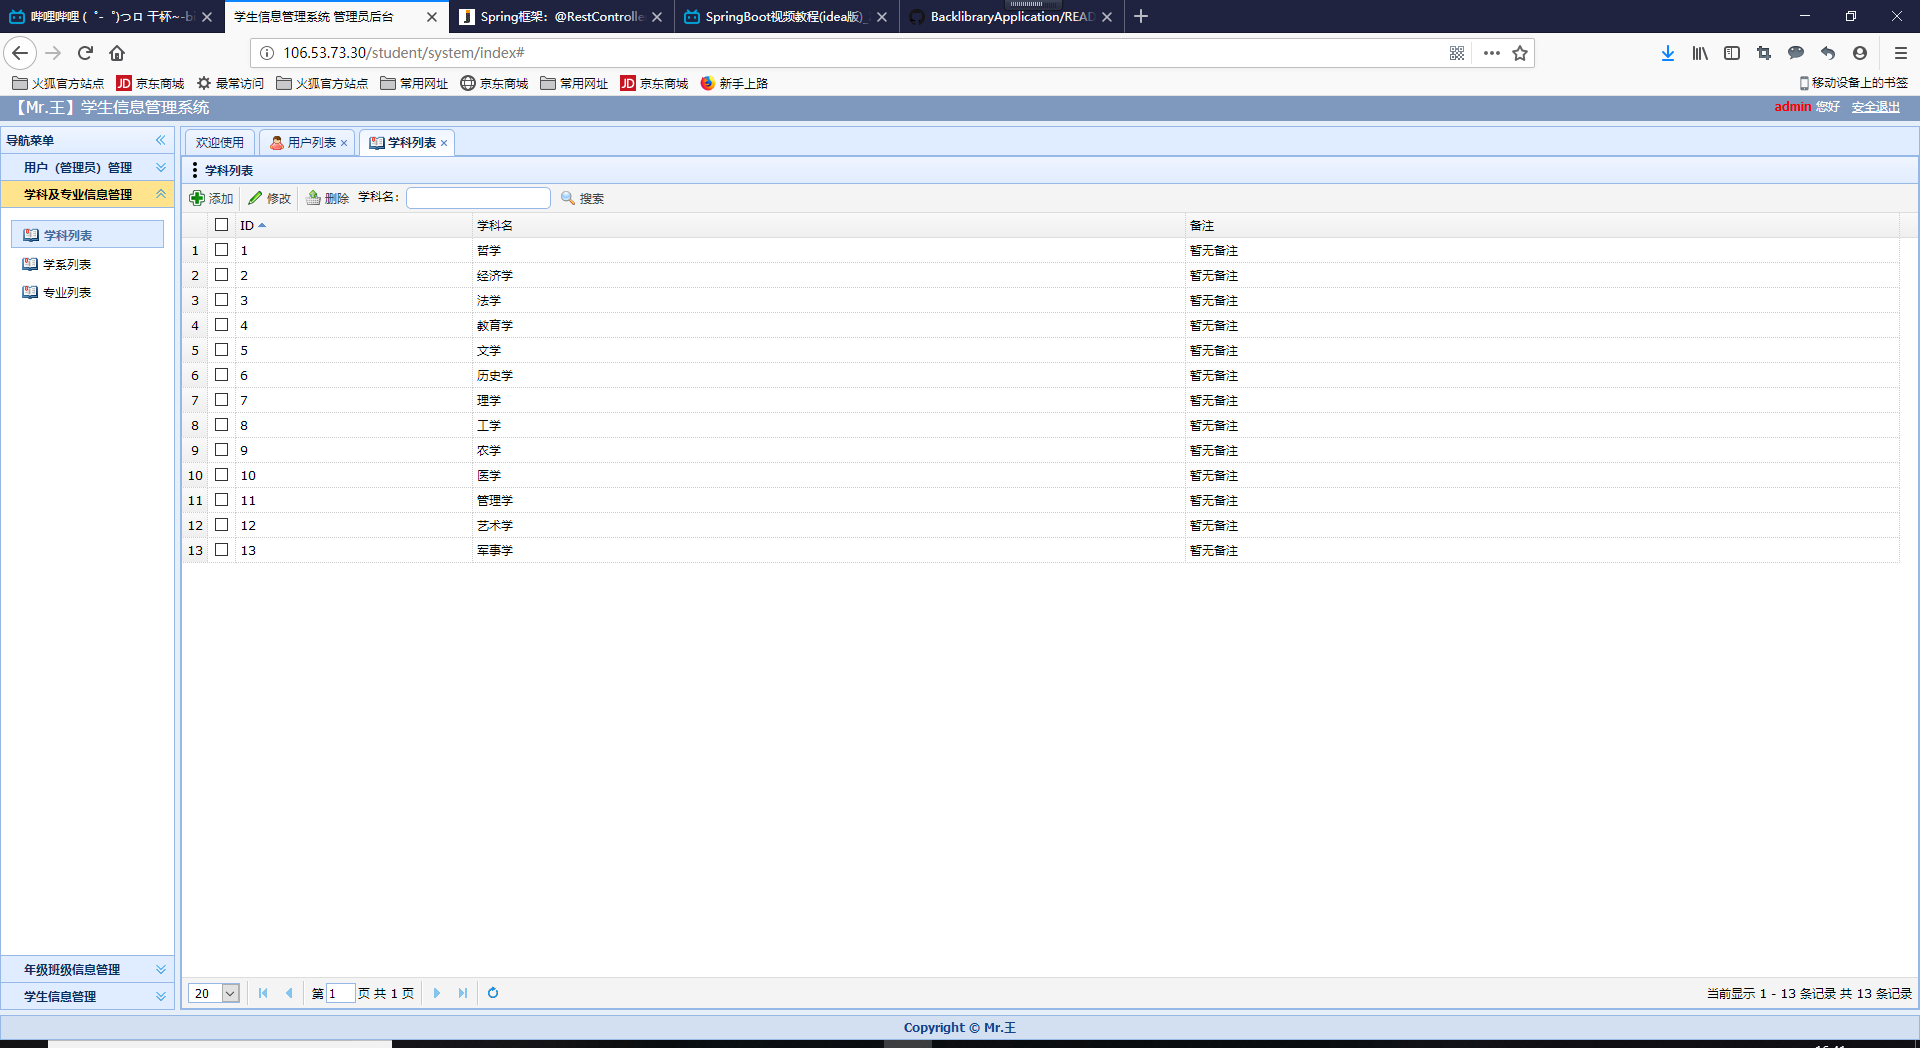 哔哩哔哩 ( ゜- ゜)つロ 干杯~-bi
学生信息管理系统 管理员后台
Spring框架：@RestControlle
SpringBoot视频教程(idea版)_
BacklibraryApplication/READ
106.53.73.30/student/system/index#
火狐官方站点 京东商城 最常访问 火狐官方站点 常用网址 京东商城 常用网址 京东商城 新手上路 移动设备上的书签
【Mr.王】学生信息管理系统 admin 您好 安全退出
导航菜单
用户（管理员）管理
学科及专业信息管理
学科列表
学系列表
专业列表
年级班级信息管理
学生信息管理
欢迎使用 用户列表 学科列表
学科列表
添加 修改 删除 学科名： 搜索
ID 学科名 备注
1 1 哲学 暂无备注
2 2 经济学 暂无备注
3 3 法学 暂无备注
4 4 教育学 暂无备注
5 5 文学 暂无备注
6 6 历史学 暂无备注
7 7 理学 暂无备注
8 8 工学 暂无备注
9 9 农学 暂无备注
10 10 医学 暂无备注
11 11 管理学 暂无备注
12 12 艺术学 暂无备注
13 13 军事学 暂无备注
20 第 1 页 共 1 页 当前显示 1 - 13 条记录 共 13 条记录
Copyright © Mr.王